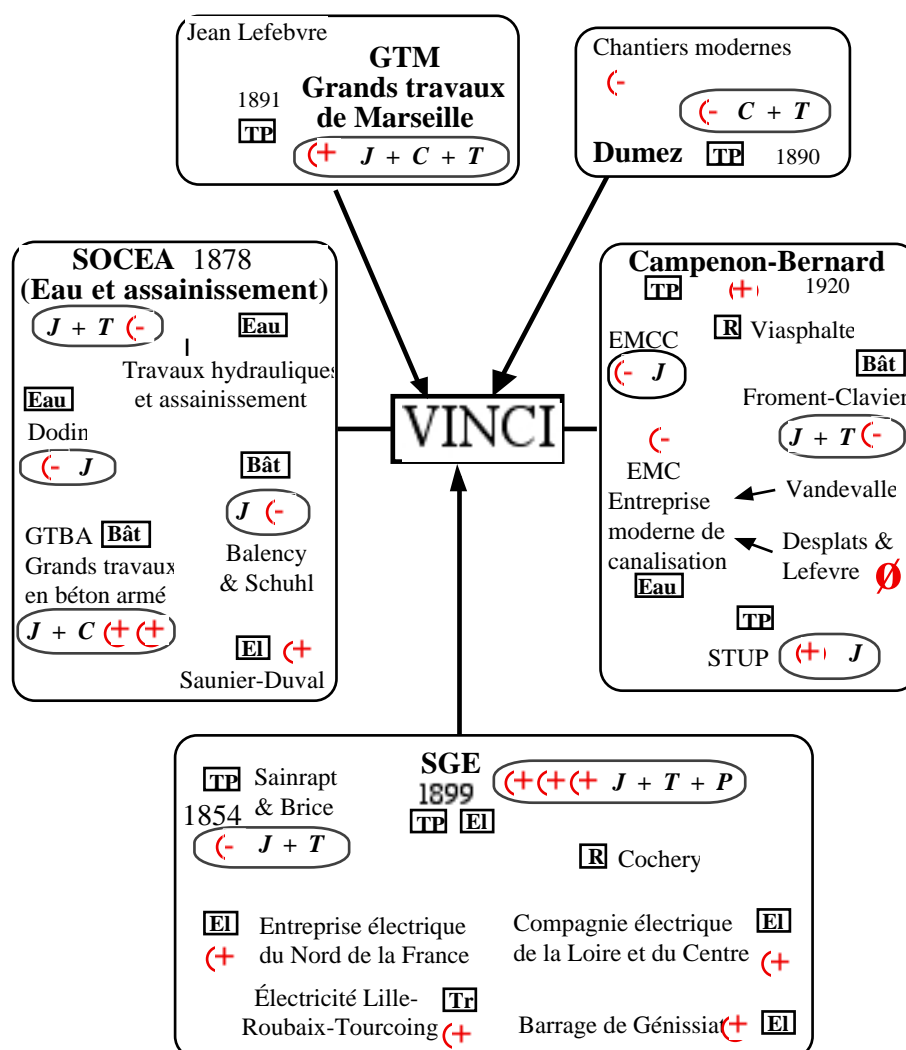 Jean Lefebvre
GTM
Grands travaux
de Marseille
1891
TP
(+ J + C + T
Chantiers modernes
(-
(- C + T
Dumez TP 1890
SOCEA 1878
(Eau et assainissement)
J + T (-
Eau
Travaux hydrauliques
et assainissement
Eau
Dodin
(- J
Bât
J (-
Balency
& Schuhl
GTBA Bât
Grands travaux
en béton armé
J + C (+ (+
El (+
Saunier-Duval
VINCI
Campenon-Bernard
TP (+) 1920
R Viasphalte
EMCC
(- J
Bât
Froment-Clavier
J + T (-
(-
EMC
Entreprise
moderne de
canalisation
Eau
Vandevalle
Desplats &
Lefevre Ø
TP
STUP (+) J
SGE
1899
TP El
(+ (+ (+ J + T + P
TP Sainrapt
1854 & Brice
(- J + T
R Cochery
El Entreprise électrique
(+ du Nord de la France
Compagnie électrique El
de la Loire et du Centre (+
Électricité Lille- Tr
Roubaix-Tourcoing (+
Barrage de Génissiat (+ El